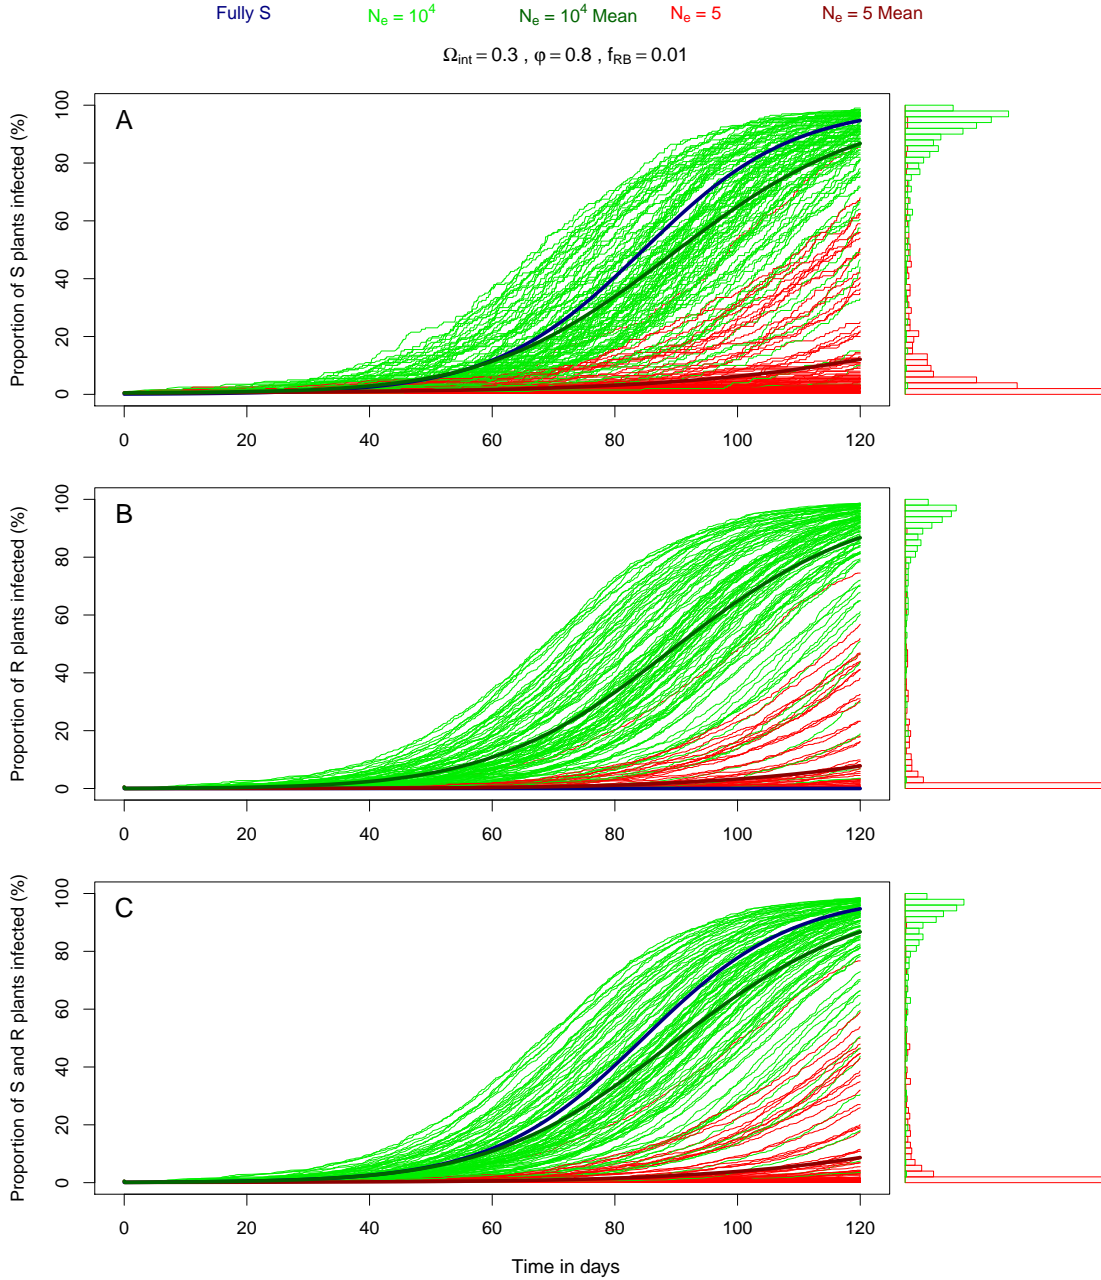 Fully S Nₑ = 10⁴ Nₑ = 10⁴ Mean Nₑ = 5 Nₑ = 5 Mean
Ωint = 0.3 , φ = 0.8 , fRB = 0.01
A
Proportion of S plants infected (%)
0 20 40 60 80 100
0 20 40 60 80 100 120
B
Proportion of R plants infected (%)
0 20 40 60 80 100
0 20 40 60 80 100 120
C
Proportion of S and R plants infected (%)
0 20 40 60 80 100
0 20 40 60 80 100 120
Time in days